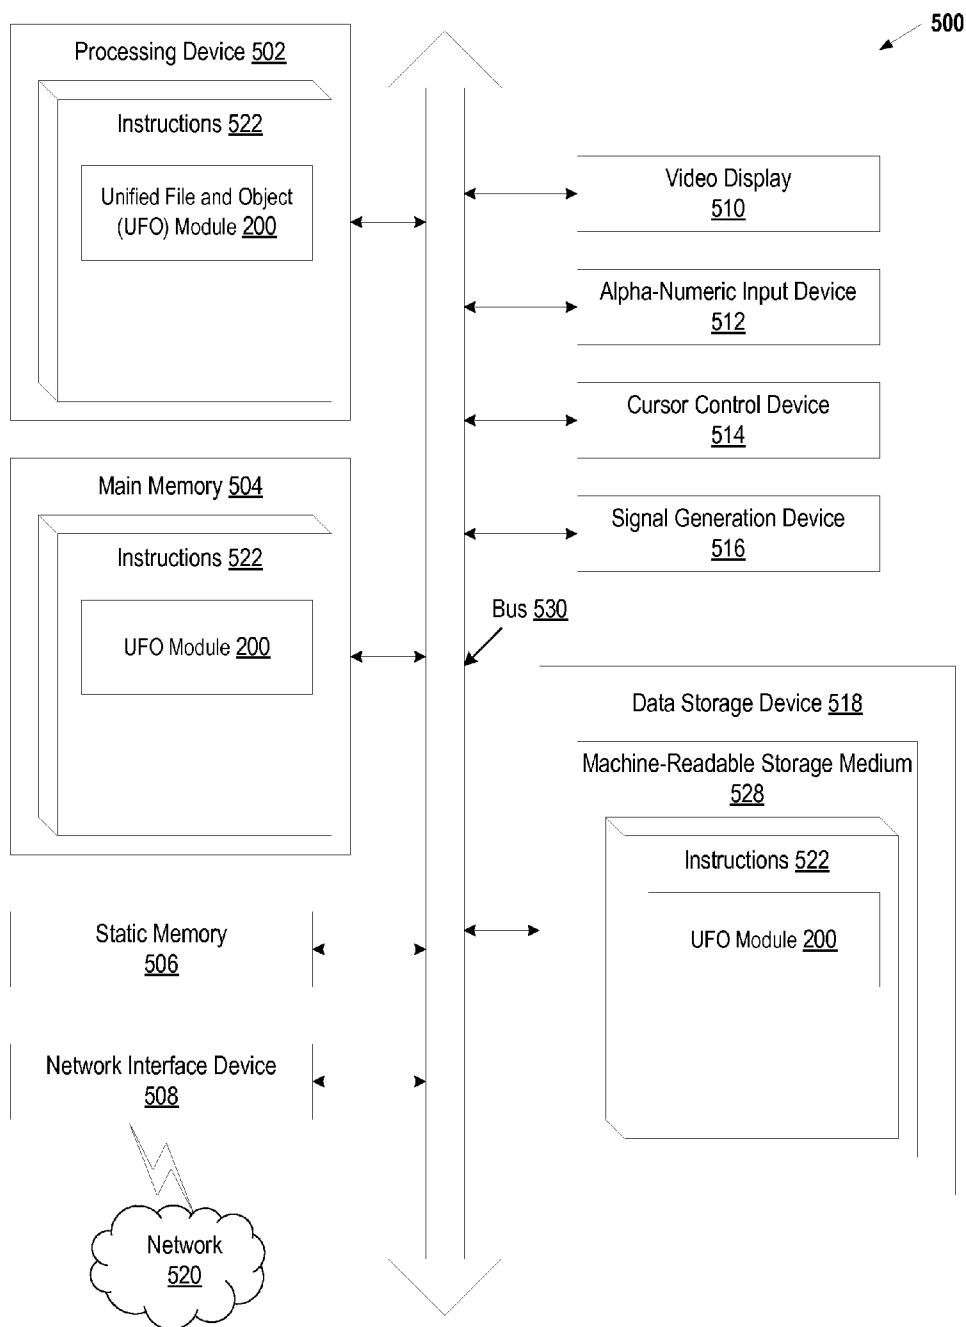 500
Processing Device 502
Instructions 522
Unified File and Object
(UFO) Module 200
Video Display
510
Alpha-Numeric Input Device
512
Cursor Control Device
514
Signal Generation Device
516
Main Memory 504
Instructions 522
UFO Module 200
Bus 530
Data Storage Device 518
Machine-Readable Storage Medium
528
Instructions 522
UFO Module 200
Static Memory
506
Network Interface Device
508
Network
520